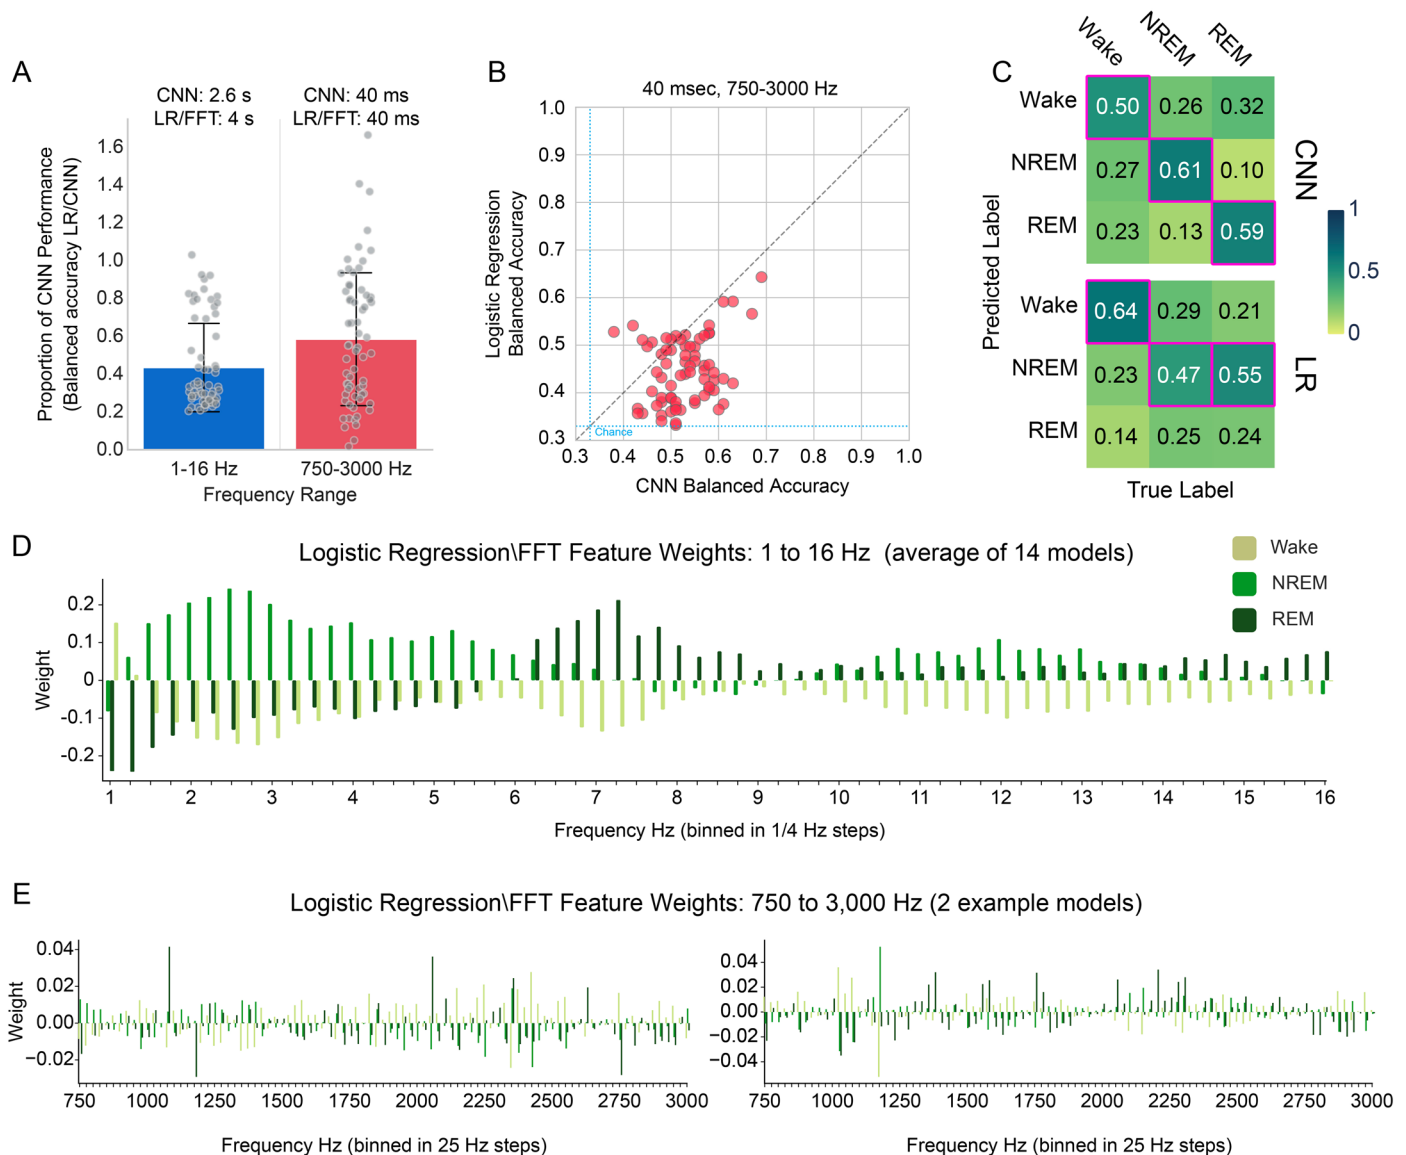 A
CNN: 2.6 s
LR/FFT: 4 s
CNN: 40 ms
LR/FFT: 40 ms
Proportion of CNN Performance
(Balanced accuracy LR/CNN)
1.6
1.4
1.2
1.0
0.8
0.6
0.4
0.2
0.0
1-16 Hz
750-3000 Hz
Frequency Range
B
40 msec, 750-3000 Hz
Logistic Regression
Balanced Accuracy
1.0
0.9
0.8
0.7
0.6
0.5
0.4
0.3
Chance
0.3 0.4 0.5 0.6 0.7 0.8 0.9 1.0
CNN Balanced Accuracy
C
Wake NREM REM
Predicted Label
Wake 0.50 0.26 0.32
NREM 0.27 0.61 0.10
REM 0.23 0.13 0.59
CNN
Wake 0.64 0.29 0.21
NREM 0.23 0.47 0.55
REM 0.14 0.25 0.24
LR
1
0.5
0
True Label
D
Logistic Regression\FFT Feature Weights: 1 to 16 Hz (average of 14 models)
Wake
NREM
REM
Weight
0.2
0.1
0
-0.1
-0.2
1 2 3 4 5 6 7 8 9 10 11 12 13 14 15 16
Frequency Hz (binned in 1/4 Hz steps)
E
Logistic Regression\FFT Feature Weights: 750 to 3,000 Hz (2 example models)
Weight
0.04
0.02
0.00
−0.02
750 1000 1250 1500 1750 2000 2250 2500 2750 3000
Frequency Hz (binned in 25 Hz steps)
0.04
0.02
0.00
−0.02
−0.04
750 1000 1250 1500 1750 2000 2250 2500 2750 3000
Frequency Hz (binned in 25 Hz steps)